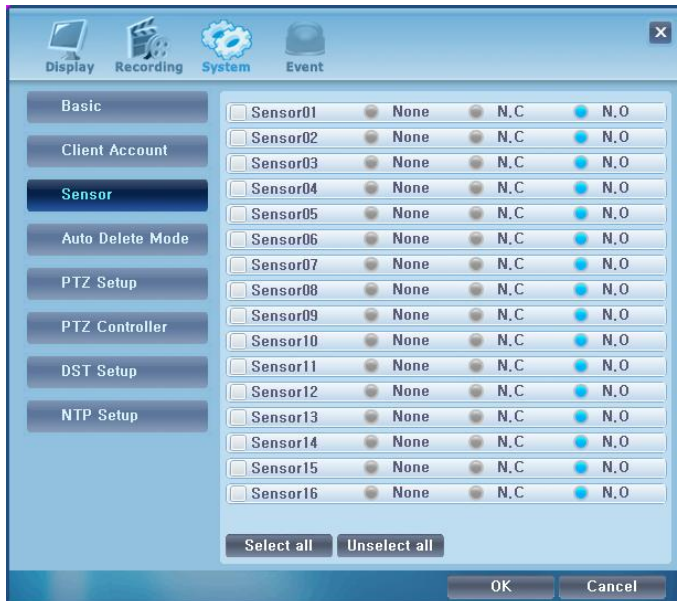 Display Recording System Event
Basic
Client Account
Sensor
Auto Delete Mode
PTZ Setup
PTZ Controller
DST Setup
NTP Setup
Sensor01 None N.C N.O
Sensor02 None N.C N.O
Sensor03 None N.C N.O
Sensor04 None N.C N.O
Sensor05 None N.C N.O
Sensor06 None N.C N.O
Sensor07 None N.C N.O
Sensor08 None N.C N.O
Sensor09 None N.C N.O
Sensor10 None N.C N.O
Sensor11 None N.C N.O
Sensor12 None N.C N.O
Sensor13 None N.C N.O
Sensor14 None N.C N.O
Sensor15 None N.C N.O
Sensor16 None N.C N.O
Select all Unselect all
OK Cancel